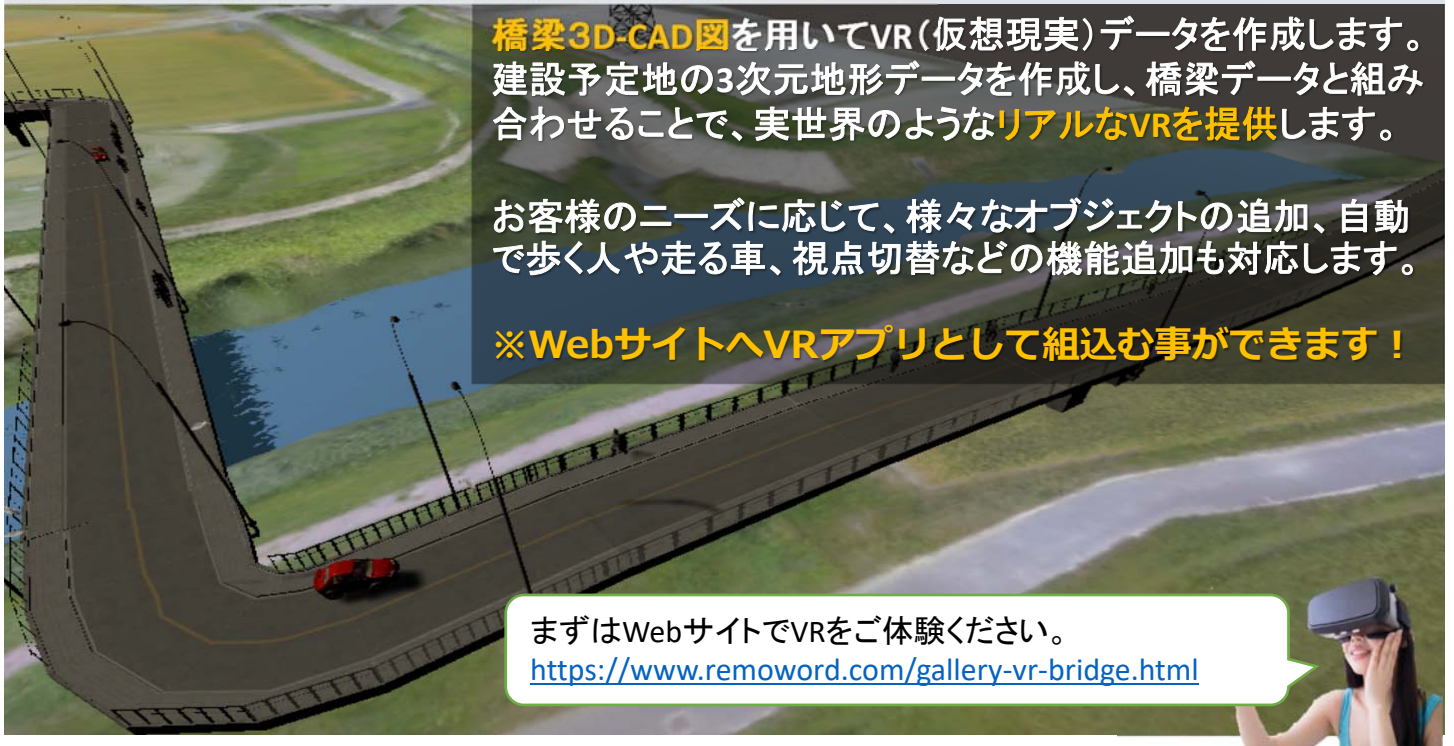 橋梁3D-CAD図を用いてVR(仮想現実)データを作成します。
建設予定地の3次元地形データを作成し、橋梁データと組み
合わせることで、実世界のようなリアルなVRを提供します。
お客様のニーズに応じて、様々なオブジェクトの追加、自動
で歩く人や走る車、視点切替などの機能追加も対応します。
※WebサイトへVRアプリとして組込む事ができます！
まずはWebサイトでVRをご体験ください。
https://www.remoword.com/gallery-vr-bridge.html